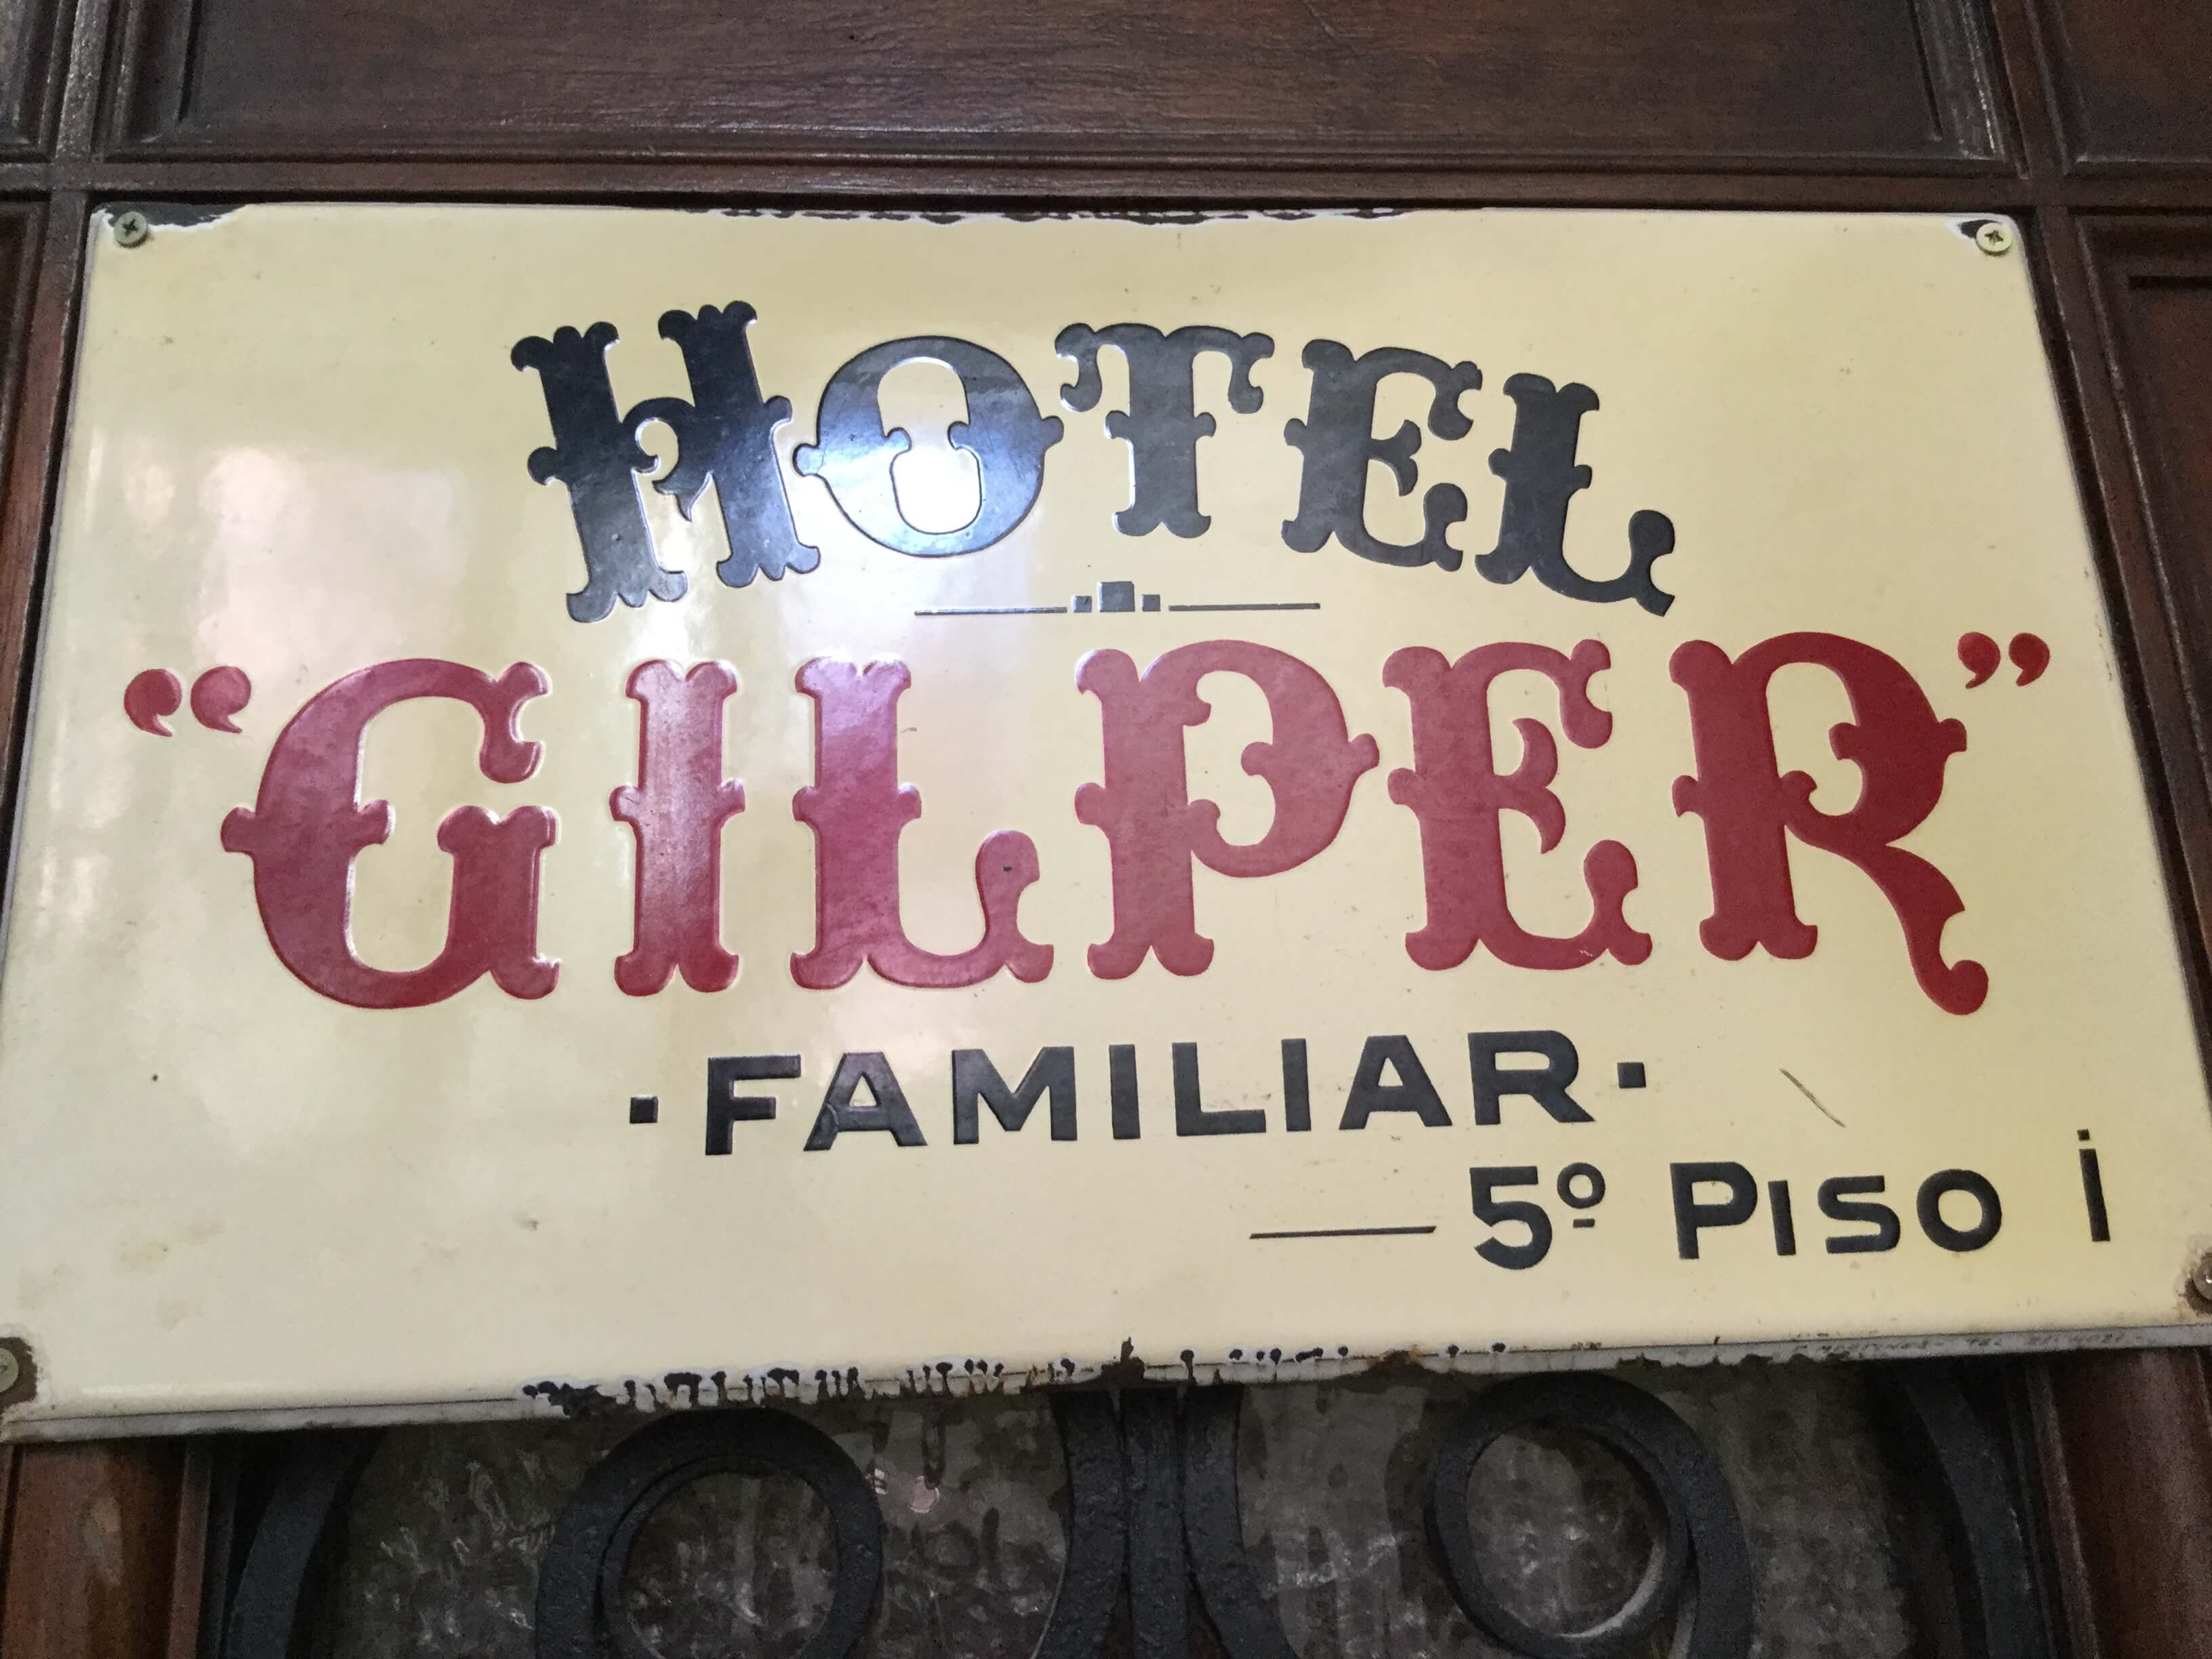 HOTEL
“GILPER”
· FAMILIAR ·
— 5º PISO i